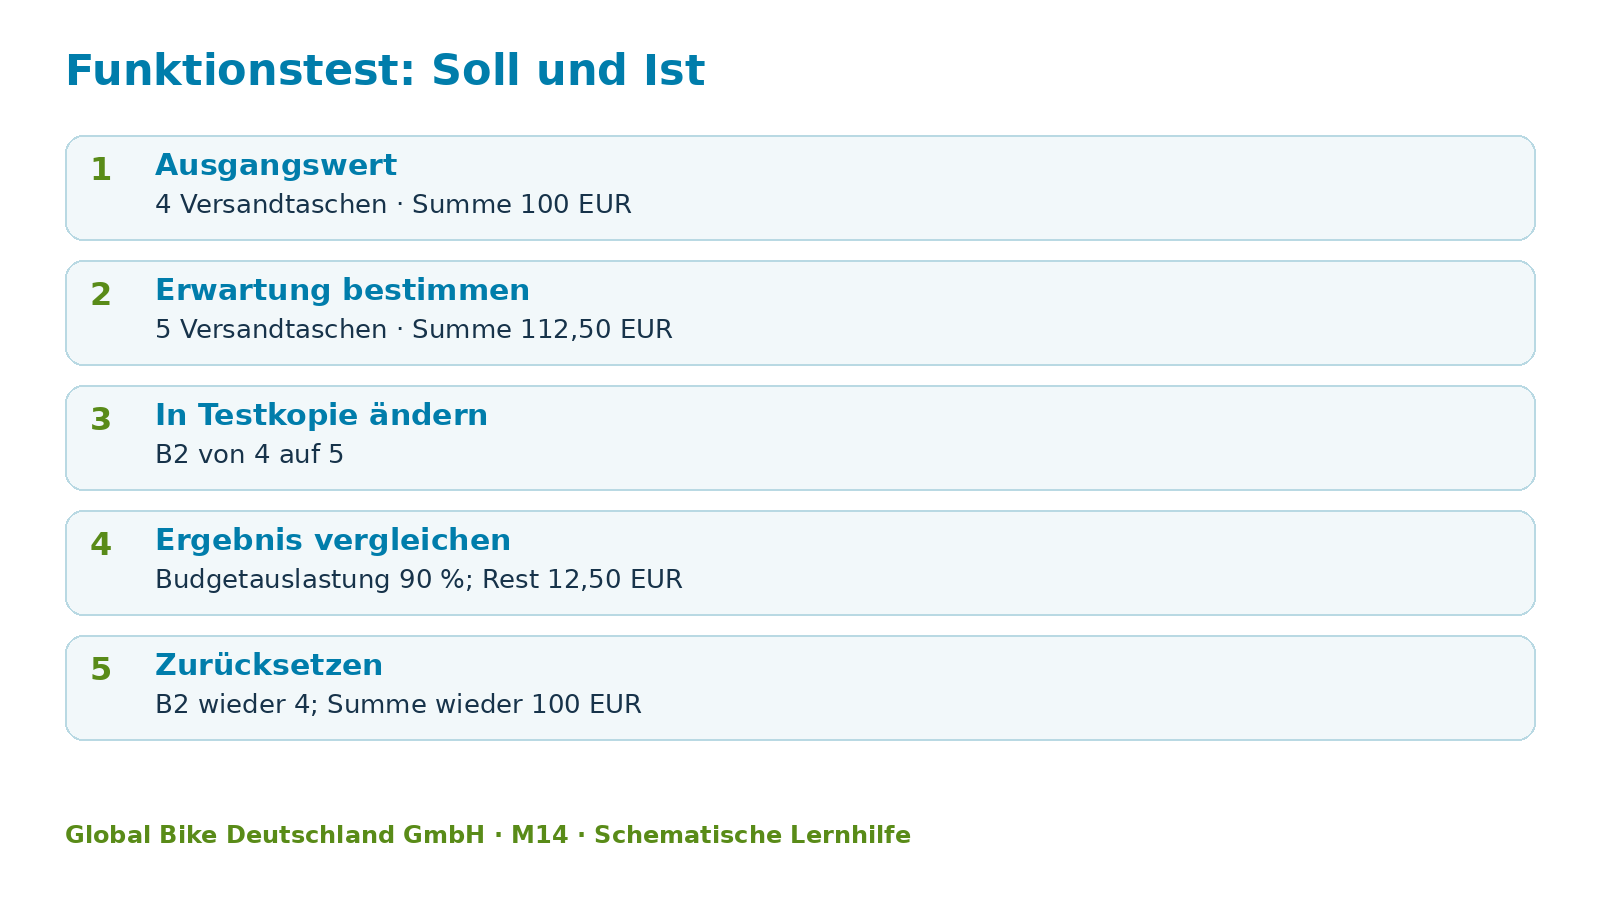 Funktionstest: Soll und Ist
1
Ausgangswert
4 Versandtaschen · Summe 100 EUR
2
Erwartung bestimmen
5 Versandtaschen · Summe 112,50 EUR
3
In Testkopie ändern
B2 von 4 auf 5
4
Ergebnis vergleichen
Budgetauslastung 90 %; Rest 12,50 EUR
5
Zurücksetzen
B2 wieder 4; Summe wieder 100 EUR
Global Bike Deutschland GmbH · M14 · Schematische Lernhilfe